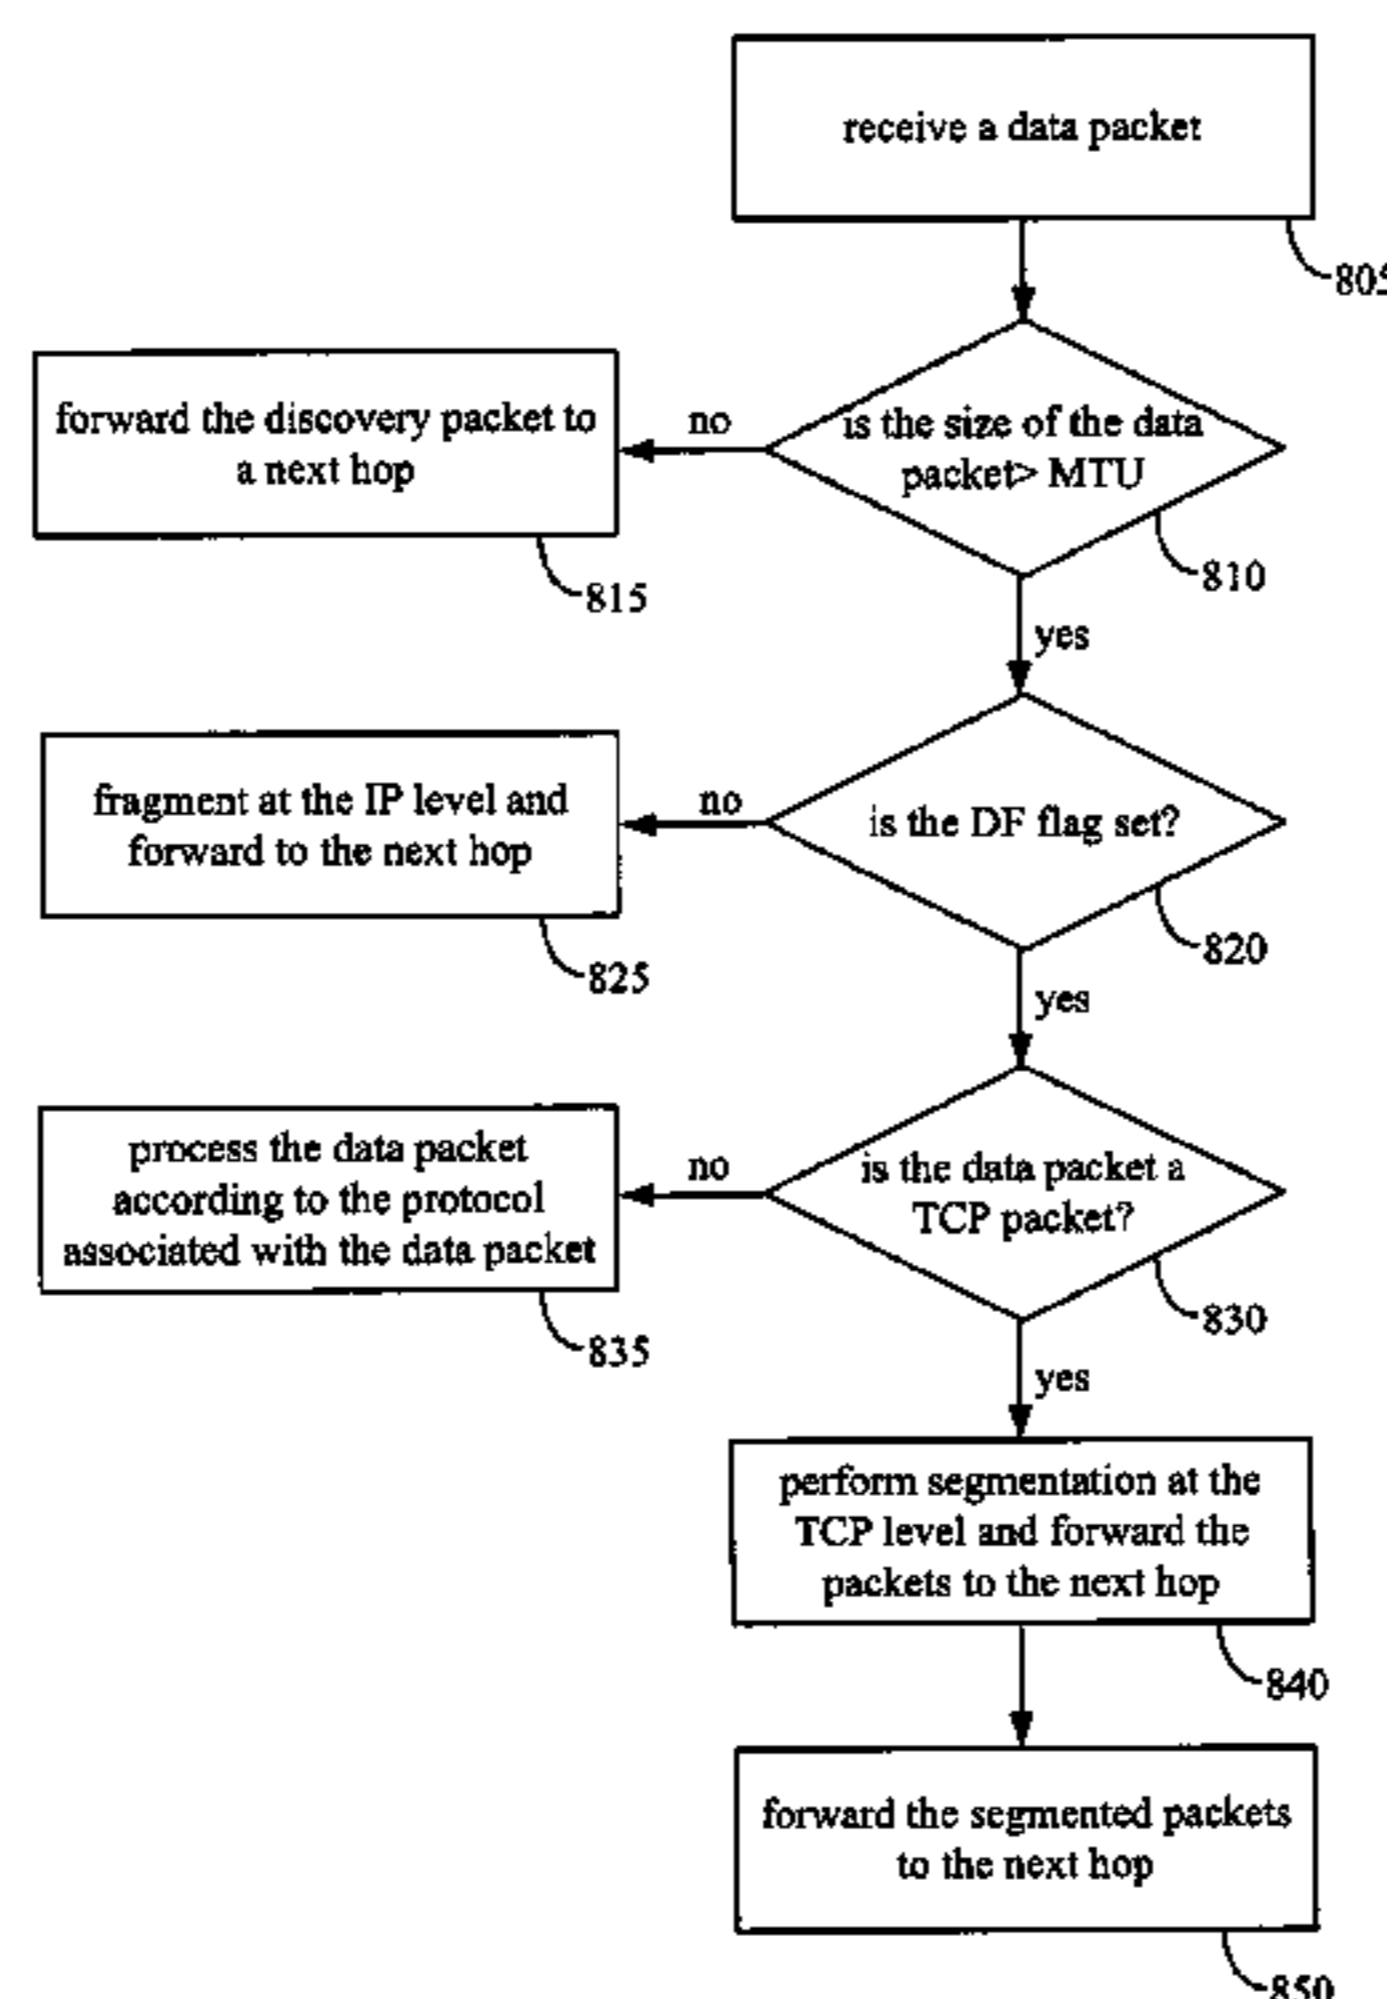 receive a data packet
805
is the size of the data
packet> MTU
810
no
forward the discovery packet to
a next hop
815
yes
is the DF flag set?
820
no
fragment at the IP level and
forward to the next hop
825
yes
is the data packet a
TCP packet?
830
no
process the data packet
according to the protocol
associated with the data packet
835
yes
perform segmentation at the
TCP level and forward the
packets to the next hop
840
forward the segmented packets
to the next hop
850